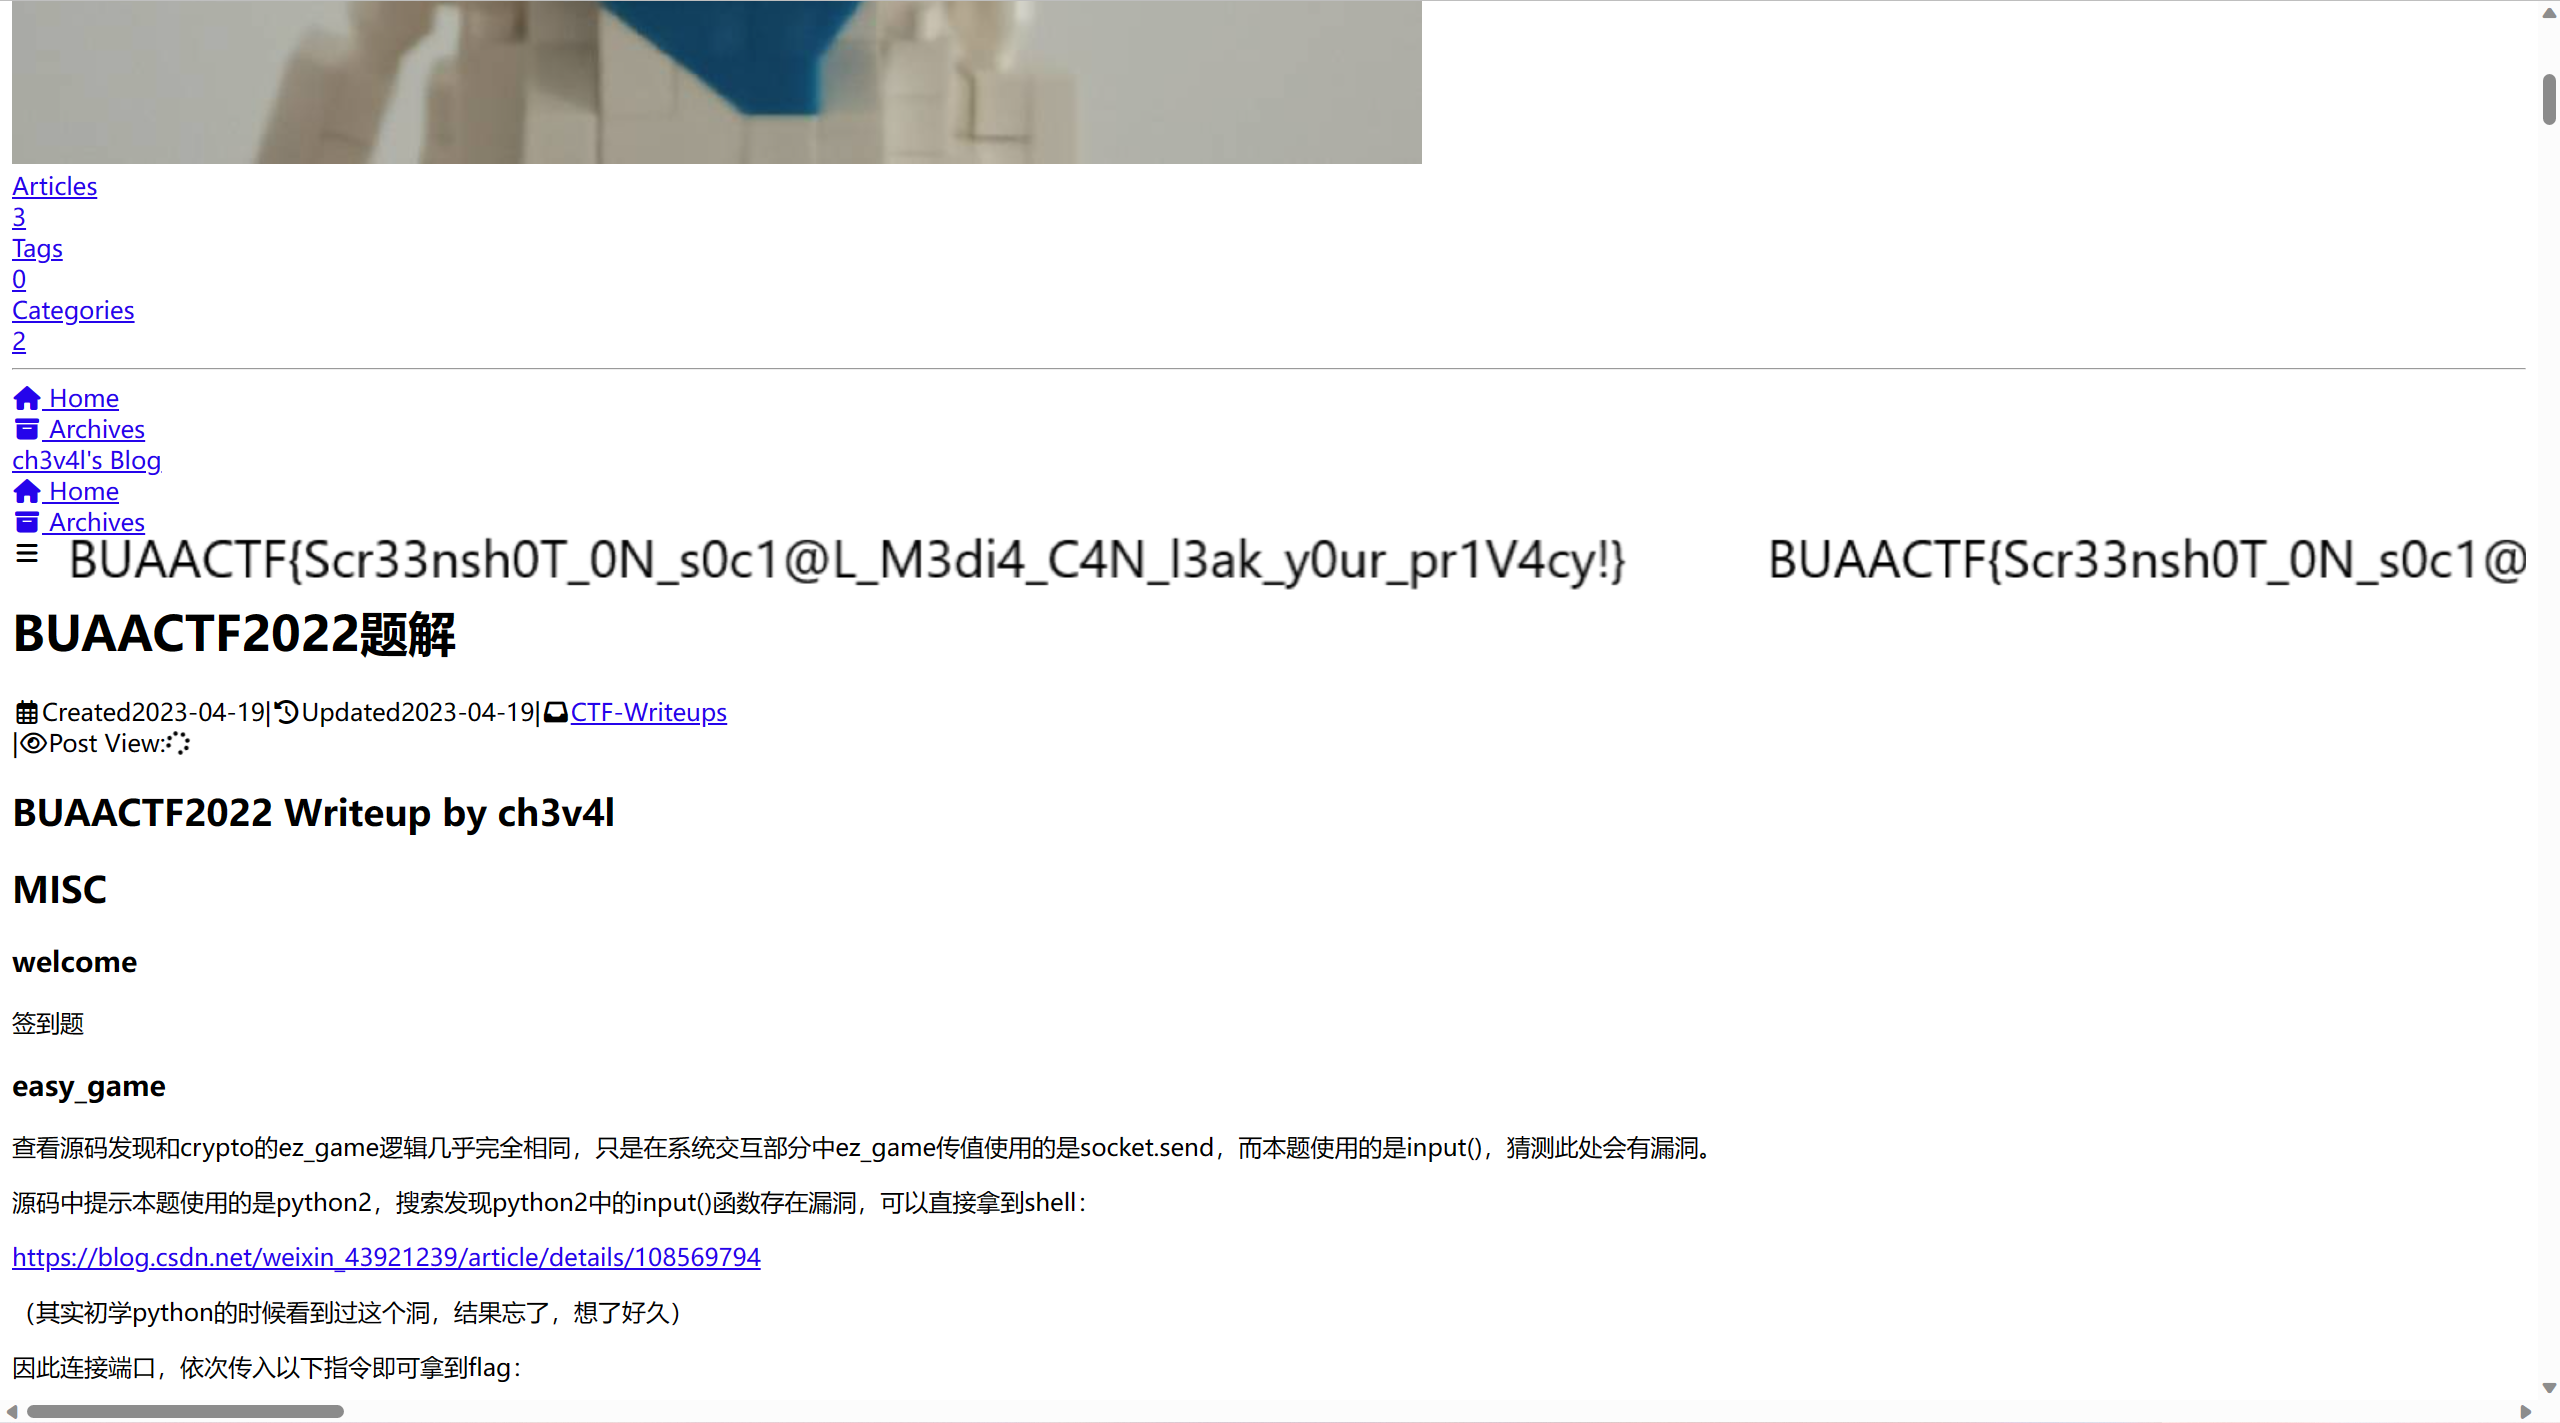 Articles
3
Tags
0
Categories
2
Home
Archives
ch3v4l's Blog
Home
Archives
BUAACTF{Scr33nsh0T_0N_s0c1@L_M3di4_C4N_l3ak_y0ur_pr1V4cy!} BUAACTF{Scr33nsh0T_0N_s0c1@
BUAACTF2022题解
Created2023-04-19|Updated2023-04-19|CTF-Writeups
|Post View:
BUAACTF2022 Writeup by ch3v4l
MISC
welcome
签到题
easy_game
查看源码发现和crypto的ez_game逻辑几乎完全相同，只是在系统交互部分中ez_game传值使用的是socket.send，而本题使用的是input()，猜测此处会有漏洞。
源码中提示本题使用的是python2，搜索发现python2中的input()函数存在漏洞，可以直接拿到shell：
https://blog.csdn.net/weixin_43921239/article/details/108569794
（其实初学python的时候看到过这个洞，结果忘了，想了好久）
因此连接端口，依次传入以下指令即可拿到flag：